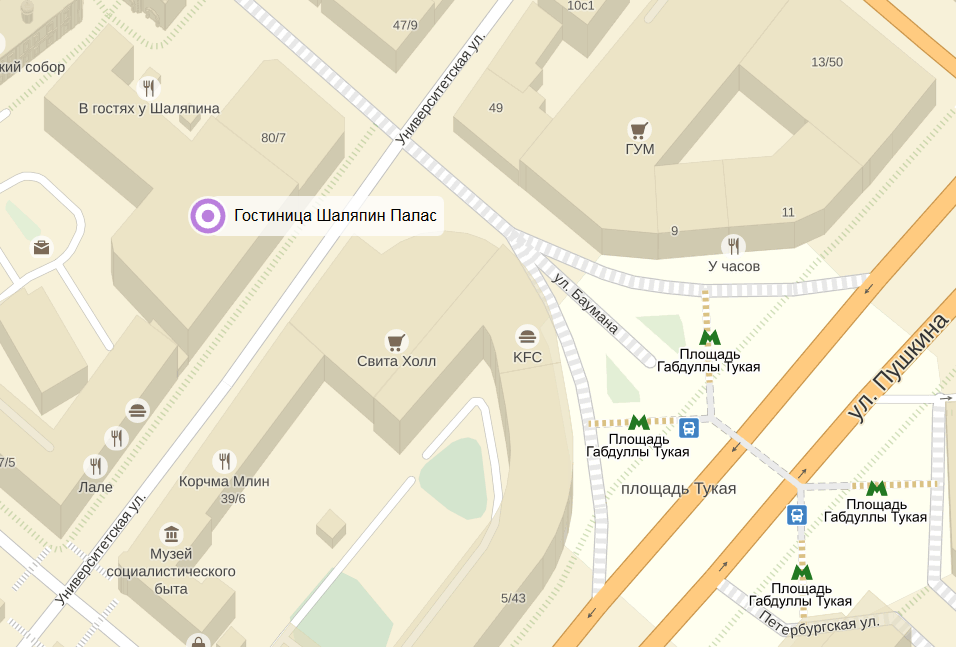 10с1
47/9
кий собор
13/50
В гостях у Шаляпина
Университетская ул.
49
80/7
ГУМ
Гостиница Шаляпин Палас
11
9
У часов
ул. Баумана
ул. Пушкина
Площадь
Габдуллы Тукая
KFC
Свита Холл
Площадь
Габдуллы Тукая
7/5
Лале
Корчма Млин
39/6
площадь Тукая
Площадь
Габдуллы Тукая
Университетская ул.
Музей
социалистического
быта
5/43
Площадь
Габдуллы Тукая
Петербургская ул.